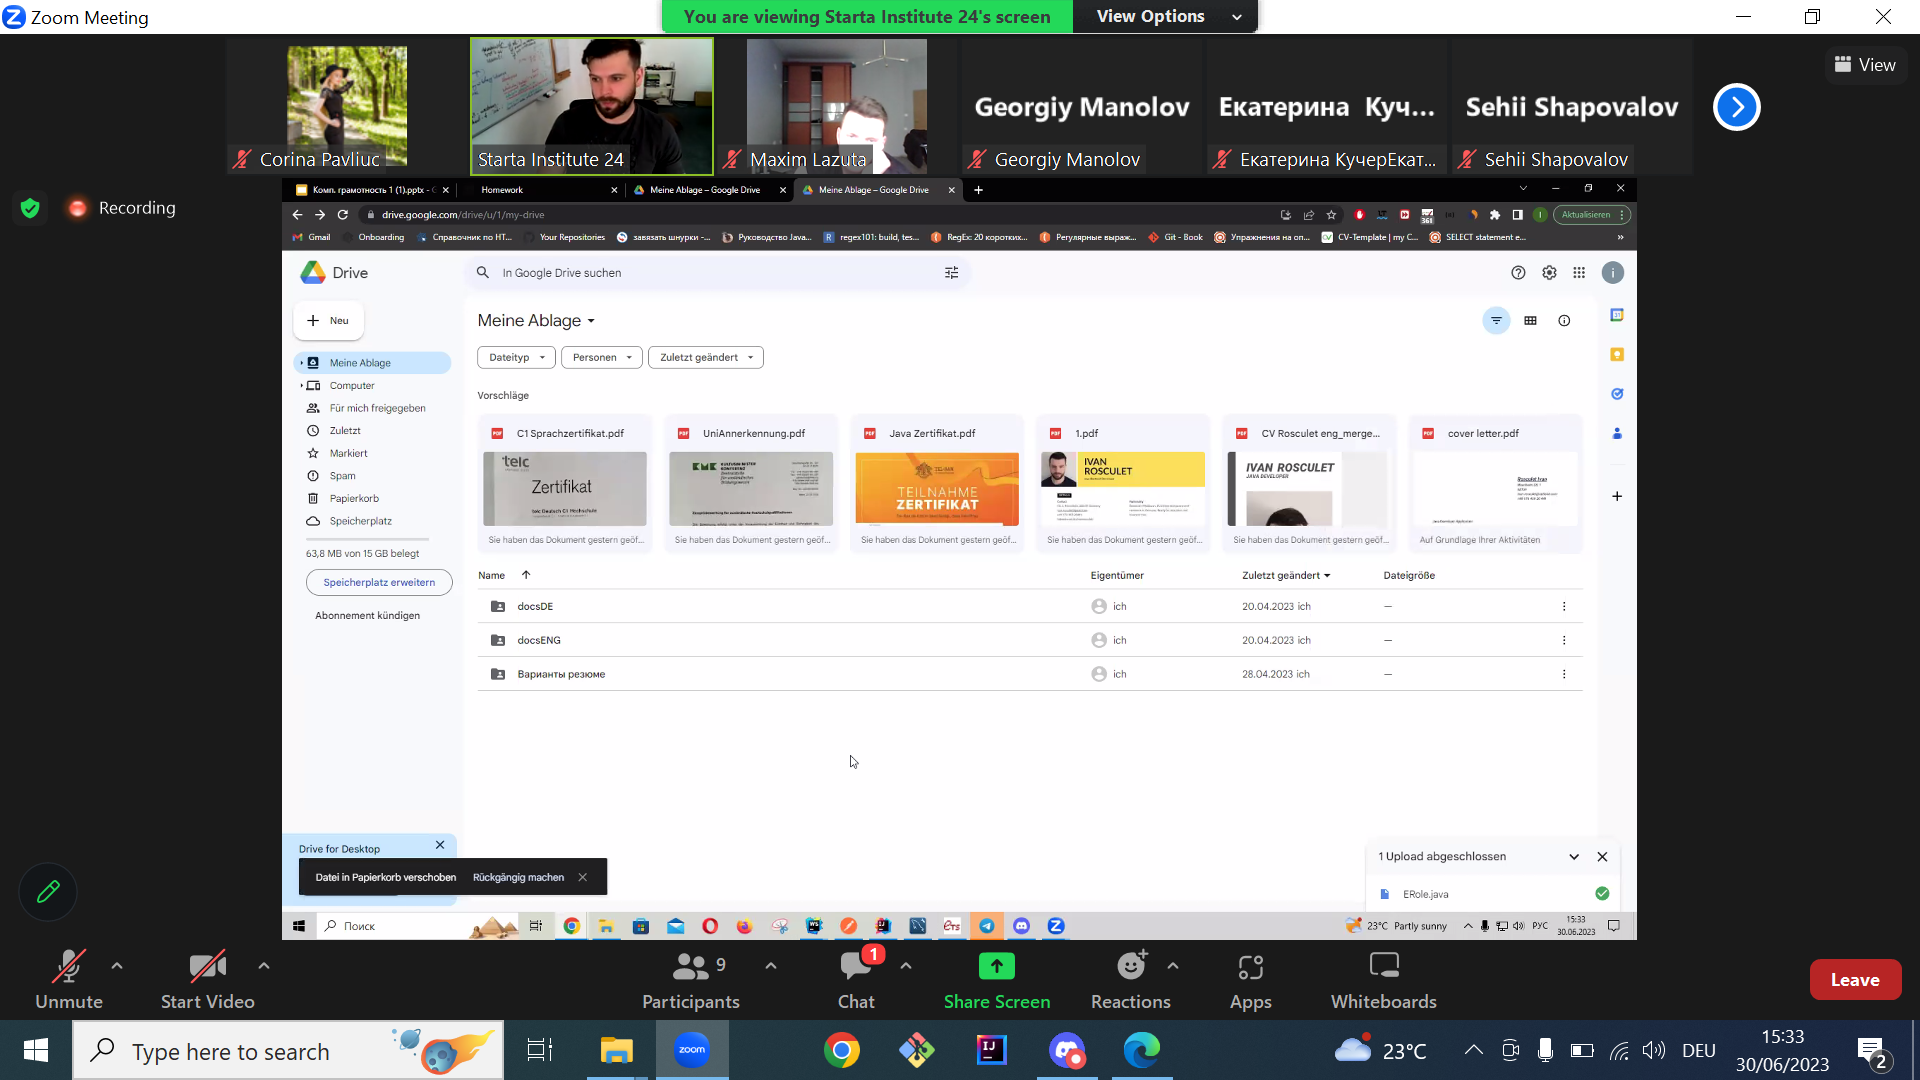 Zoom Meeting
You are viewing Starta Institute 24's screen
View Options
View
Georgiy Manolov
Екатерина Куч...
Sehii Shapovalov
Corina Pavliuc
Starta Institute 24
Maxim Lazuta
Georgiy Manolov
Екатерина КучерЕкат...
Sehii Shapovalov
Recording
Комп. грамотность 1 (1).pptx - G
Homework
Meine Ablage – Google Drive
Meine Ablage – Google Drive
drive.google.com/drive/u/1/my-drive
361
Aktualisieren
Gmail
Onboarding
Справочник по HT...
Your Repositories
завязать шнурки -...
Руководство Java...
regex101: build, tes...
RegEx: 20 коротких...
Регулярные выраж...
Git - Book
Упражнения на оп...
CV-Template | my C...
SELECT statement e...
Drive
In Google Drive suchen
i
Neu
Meine Ablage
Dateityp
Personen
Zuletzt geändert
Meine Ablage
Computer
Für mich freigegeben
Zuletzt
Markiert
Spam
Papierkorb
Speicherplatz
63,8 MB von 15 GB belegt
Speicherplatz erweitern
Abonnement kündigen
Vorschläge
C1 Sprachzertifikat.pdf
UniAnnerkennung.pdf
Java Zertifikat.pdf
1.pdf
CV Rosculet eng_merge...
cover letter.pdf
telc
Zertifikat
telc Deutsch C1 Hochschule
KMK
TEL-RAN
TEILNAHME
ZERTIFIKAT
IVAN
ROSCULET
IVAN ROSCULET
JAVA DEVELOPER
Rosculet Ivan
Sie haben das Dokument gestern geöf...
Sie haben das Dokument gestern geöf...
Sie haben das Dokument gestern geöf...
Sie haben das Dokument gestern geöf...
Sie haben das Dokument gestern geöf...
Auf Grundlage Ihrer Aktivitäten
Name
Eigentümer
Zuletzt geändert
Dateigröße
docsDE
ich
20.04.2023 ich
—
docsENG
ich
20.04.2023 ich
—
Варианты резюме
ich
28.04.2023 ich
—
Drive for Desktop
Datei in Papierkorb verschoben
Rückgängig machen
1 Upload abgeschlossen
ERole.java
Поиск
23°C Partly sunny
РУС
15:33
30.06.2023
Unmute
Start Video
9
Participants
1
Chat
Share Screen
Reactions
Apps
Whiteboards
Leave
Type here to search
zoom
23°C
DEU
15:33
30/06/2023
2